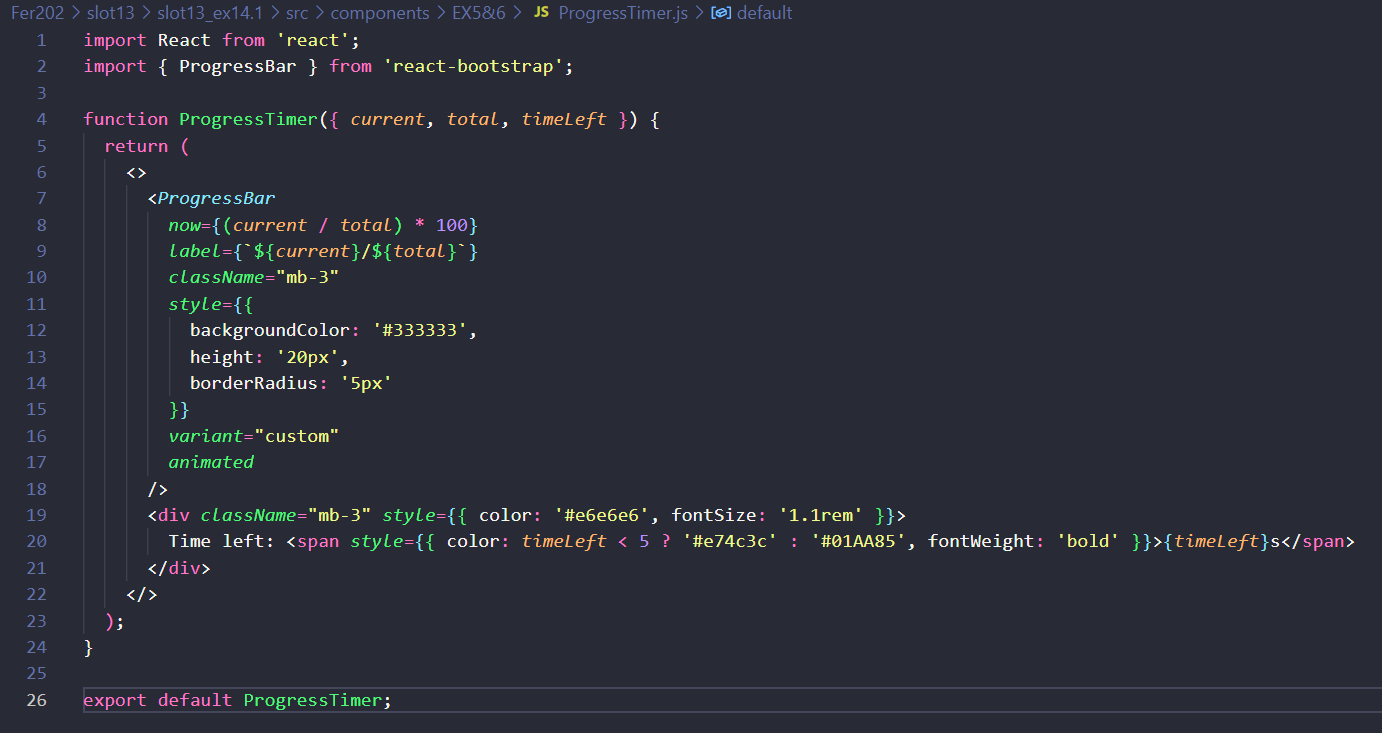 Fer202 > slot13 > slot13_ex14.1 > src > components > EX5&6 > JS ProgressTimer.js > default
1 import React from 'react';
2 import { ProgressBar } from 'react-bootstrap';
3
4 function ProgressTimer({ current, total, timeLeft }) {
5   return (
6     <>
7       <ProgressBar
8         now={(current / total) * 100}
9         label={`${current}/${total}`}
10         className="mb-3"
11         style={{
12           backgroundColor: '#333333',
13           height: '20px',
14           borderRadius: '5px'
15         }}
16         variant="custom"
17         animated
18       />
19       <div className="mb-3" style={{ color: '#e6e6e6', fontSize: '1.1rem' }}>
20         Time left: <span style={{ color: timeLeft < 5 ? '#e74c3c' : '#01AA85', fontWeight: 'bold' }}>{timeLeft}s</span>
21       </div>
22     </>
23   );
24 }
25
26 export default ProgressTimer;